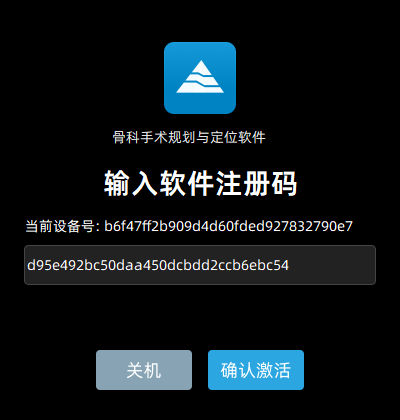 骨科手术规划与定位软件
输入软件注册码
当前设备号: b6f47ff2b909d4d60fded927832790e7
d95e492bc50daa450dcbdd2ccb6ebc54
关机
确认激活